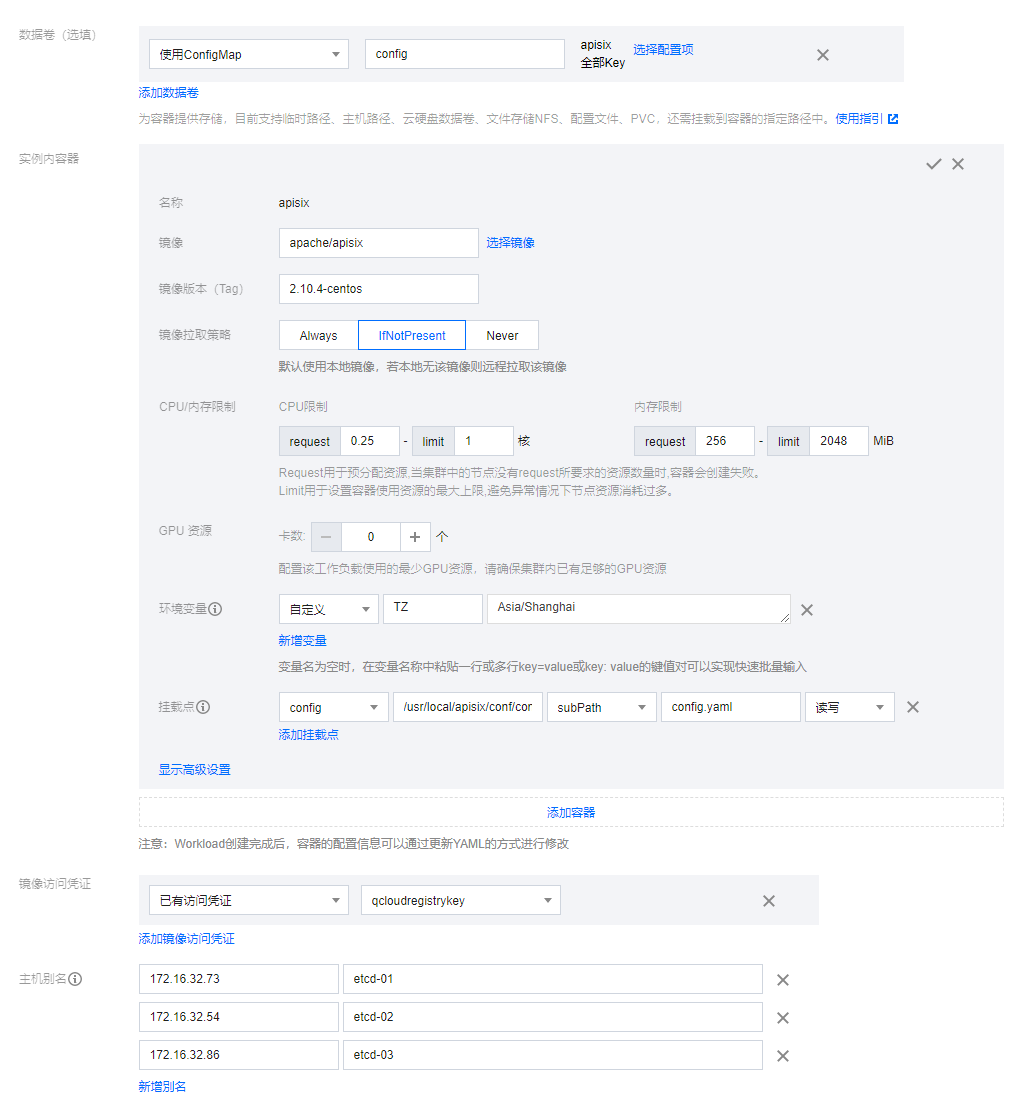 数据卷（选填）
使用ConfigMap config apisix 选择配置项
全部Key
添加数据卷
为容器提供存储，目前支持临时路径、主机路径、云硬盘数据卷、文件存储NFS、配置文件、PVC，还需挂载到容器的指定路径中。使用指引
实例内容器
名称 apisix
镜像 apache/apisix 选择镜像
镜像版本（Tag） 2.10.4-centos
镜像拉取策略 Always IfNotPresent Never
默认使用本地镜像，若本地无该镜像则远程拉取该镜像
CPU/内存限制 CPU限制 内存限制
request 0.25 - limit 1 核 request 256 - limit 2048 MiB
Request用于预分配资源,当集群中的节点没有request所要求的资源数量时,容器会创建失败。
Limit用于设置容器使用资源的最大上限,避免异常情况下节点资源消耗过多。
GPU 资源 卡数: － 0 + 个
配置该工作负载使用的最少GPU资源，请确保集群内已有足够的GPU资源
环境变量 自定义 TZ Asia/Shanghai
新增变量
变量名为空时，在变量名称中粘贴一行或多行key=value或key: value的键值对可以实现快速批量输入
挂载点 config /usr/local/apisix/conf/cor subPath config.yaml 读写
添加挂载点
显示高级设置
添加容器
注意：Workload创建完成后，容器的配置信息可以通过更新YAML的方式进行修改
镜像访问凭证 已有访问凭证 qcloudregistrykey
添加镜像访问凭证
主机别名 172.16.32.73 etcd-01
172.16.32.54 etcd-02
172.16.32.86 etcd-03
新增别名